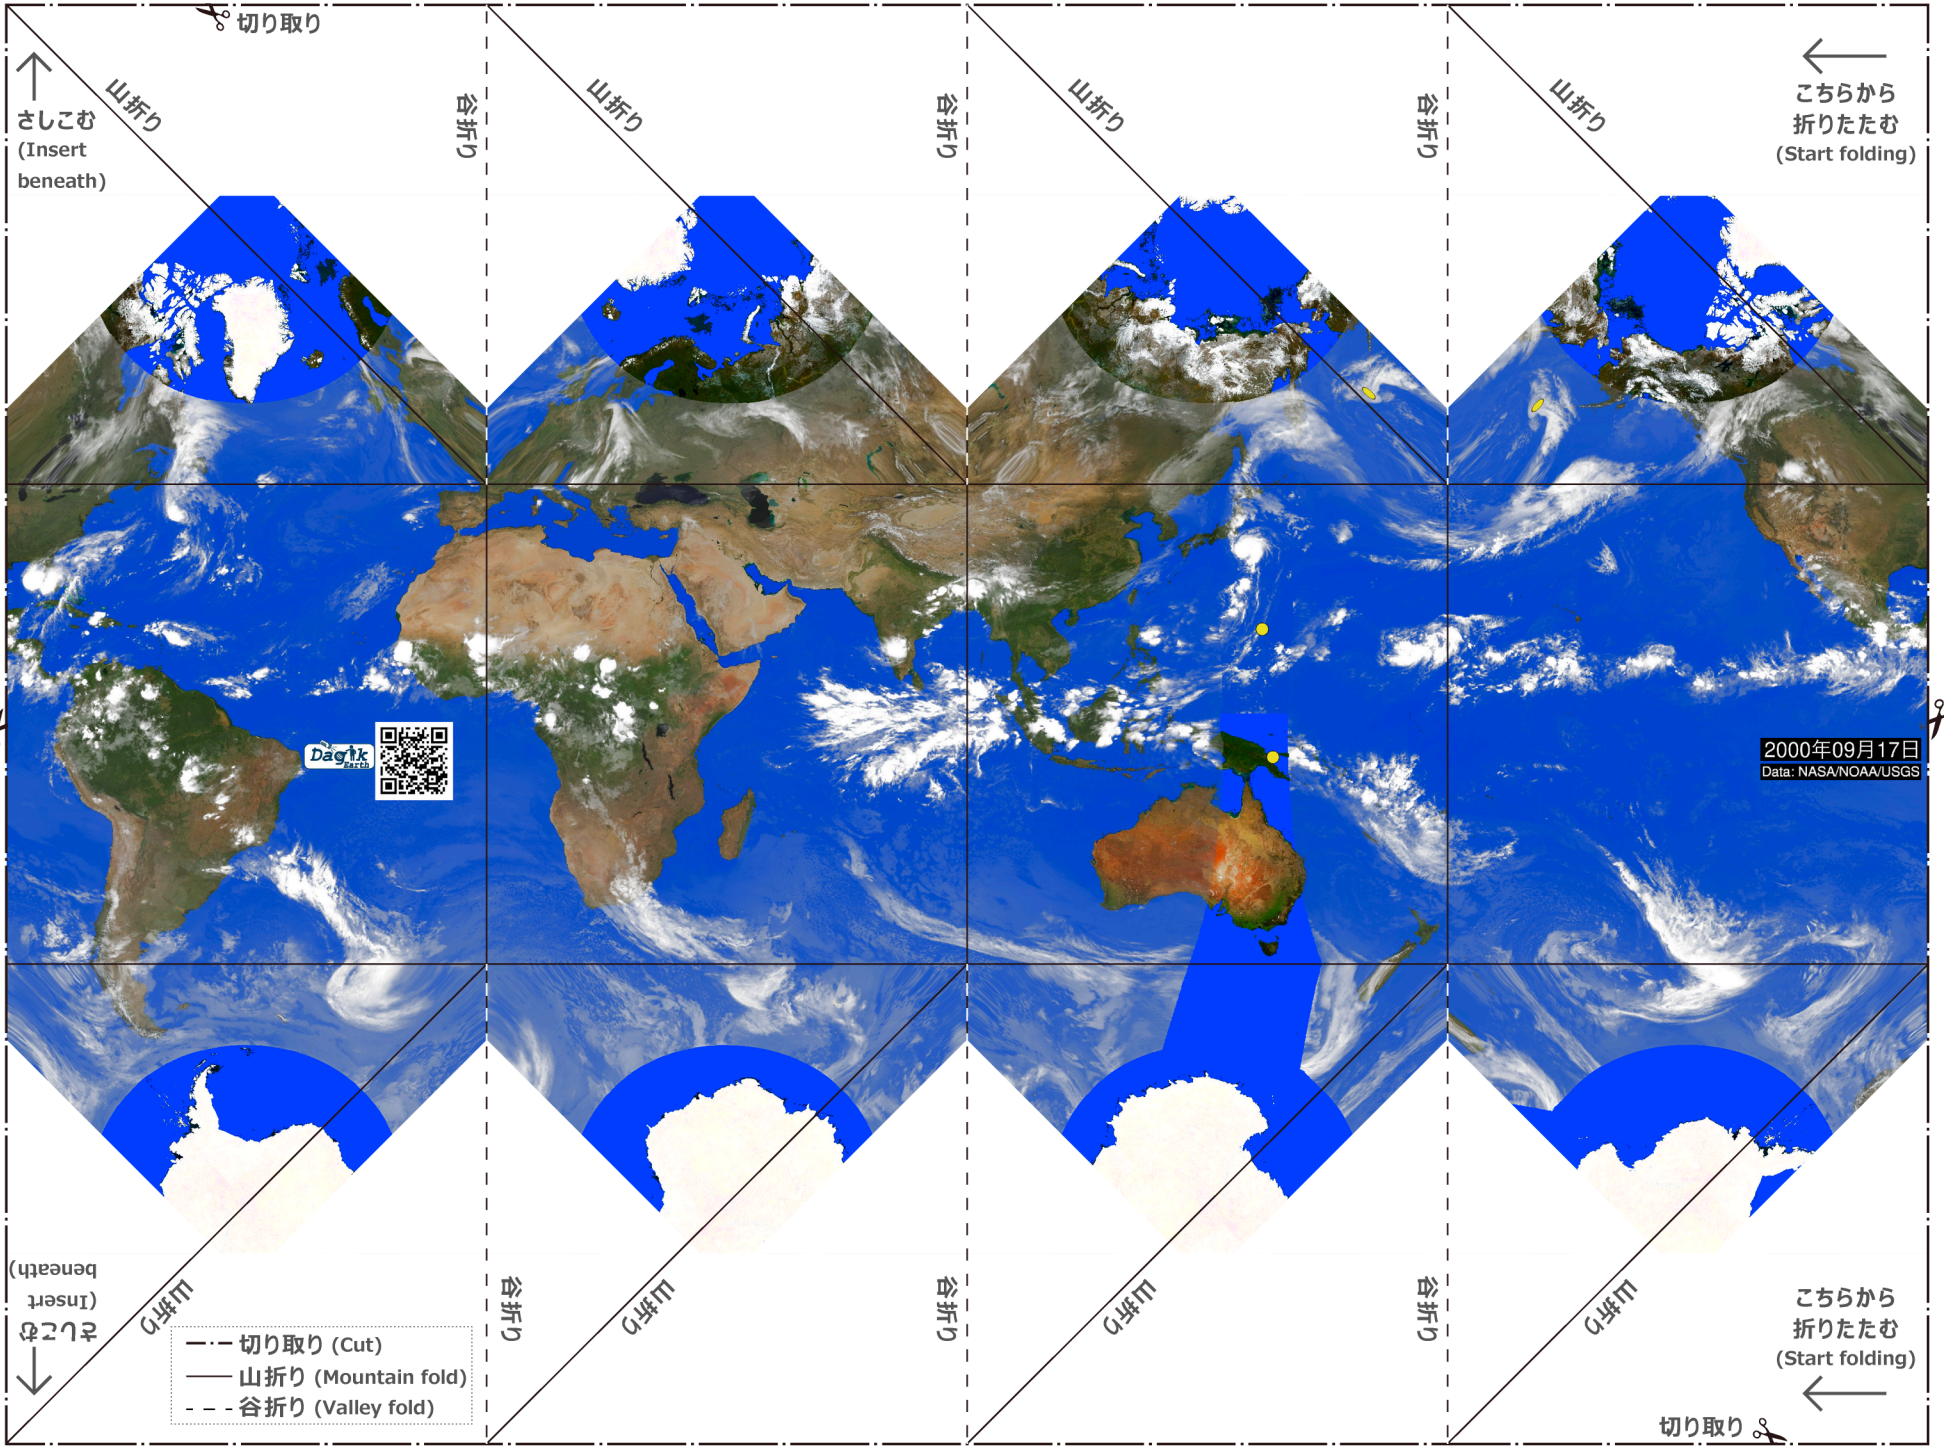 切り取り
山折り
谷折り
山折り
谷折り
山折り
谷折り
山折り
さしこむ
(Insert
beneath)
こちらから
折りたたむ
(Start folding)
Dagik
Earth
2000年09月17日
Data: NASA/NOAA/USGS
さしこむ
(Insert
beneath)
山折り
谷折り
山折り
谷折り
山折り
谷折り
山折り
こちらから
折りたたむ
(Start folding)
切り取り (Cut)
山折り (Mountain fold)
谷折り (Valley fold)
切り取り